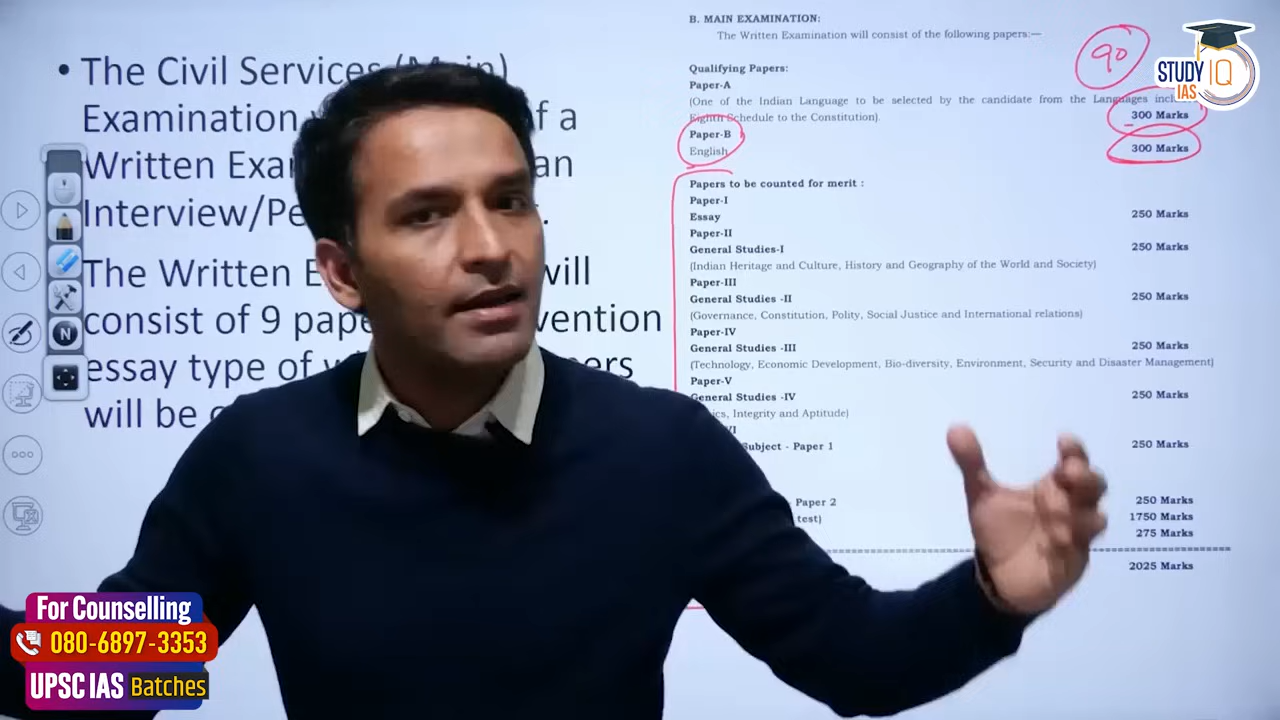 • The Civil Services (Main)
Examination
of a
Written
an
The Written
will
consist of 9
essay type of
will be
B. MAIN EXAMINATION:
The Written Examination will consist of the following papers:—
Qualifying Papers:
Paper-A
(One of the Indian Language to be selected by the candidate from the Languages
Eighth Schedule to the Constitution).
300 Marks
Paper-B
English
300 Marks
90
Papers to be counted for merit :
Paper-I
Essay 250 Marks
Paper-II
General Studies-I 250 Marks
(Indian Heritage and Culture, History and Geography of the World and Society)
Paper-III
General Studies -II 250 Marks
(Governance, Constitution, Polity, Social Justice and International relations)
Paper-IV
General Studies -III 250 Marks
(Technology, Economic Development, Bio-diversity, Environment, Security and Disaster Management)
Paper-V
General Studies -IV 250 Marks
Integrity and Aptitude)
Subject - Paper 1 250 Marks
Paper 2 250 Marks
test) 1750 Marks
275 Marks
2025 Marks
STUDY IQ
IAS
N
For Counselling
080-6897-3353
UPSC IAS Batches